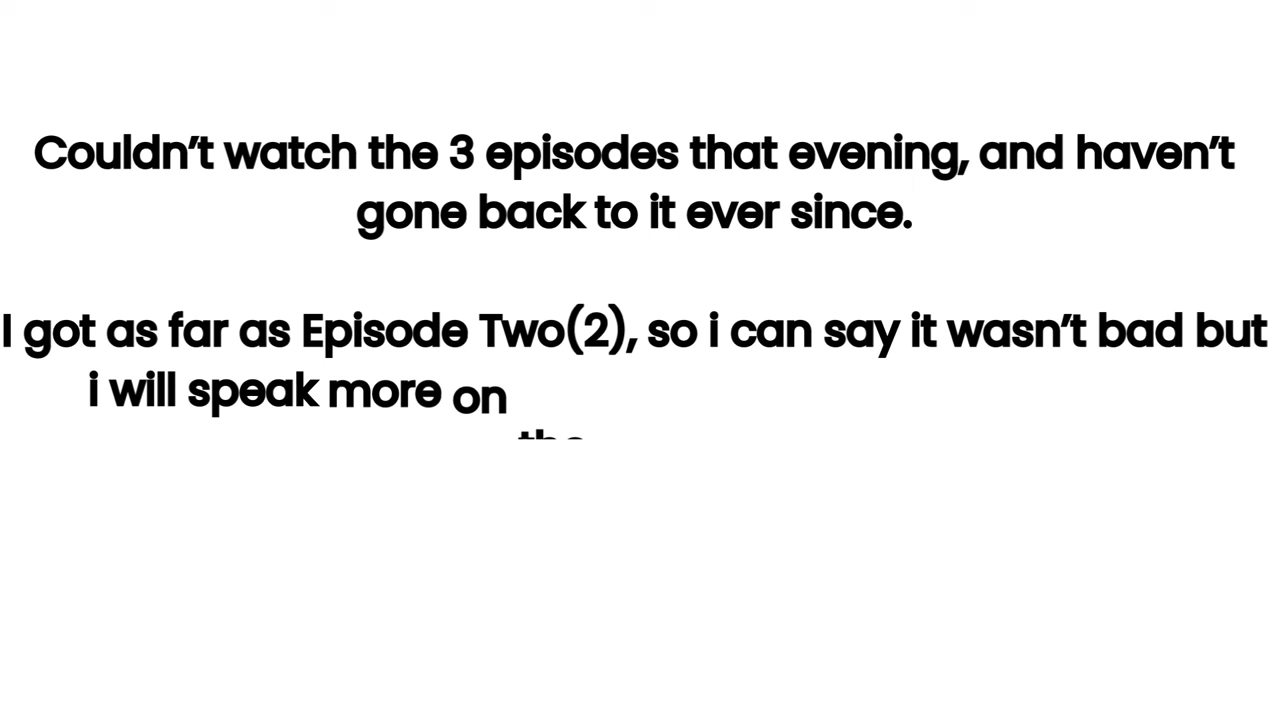 Couldn’t watch the 3 episodes that evening, and haven’t
gone back to it ever since.
I got as far as Episode Two(2), so i can say it wasn’t bad but
i will speak more on